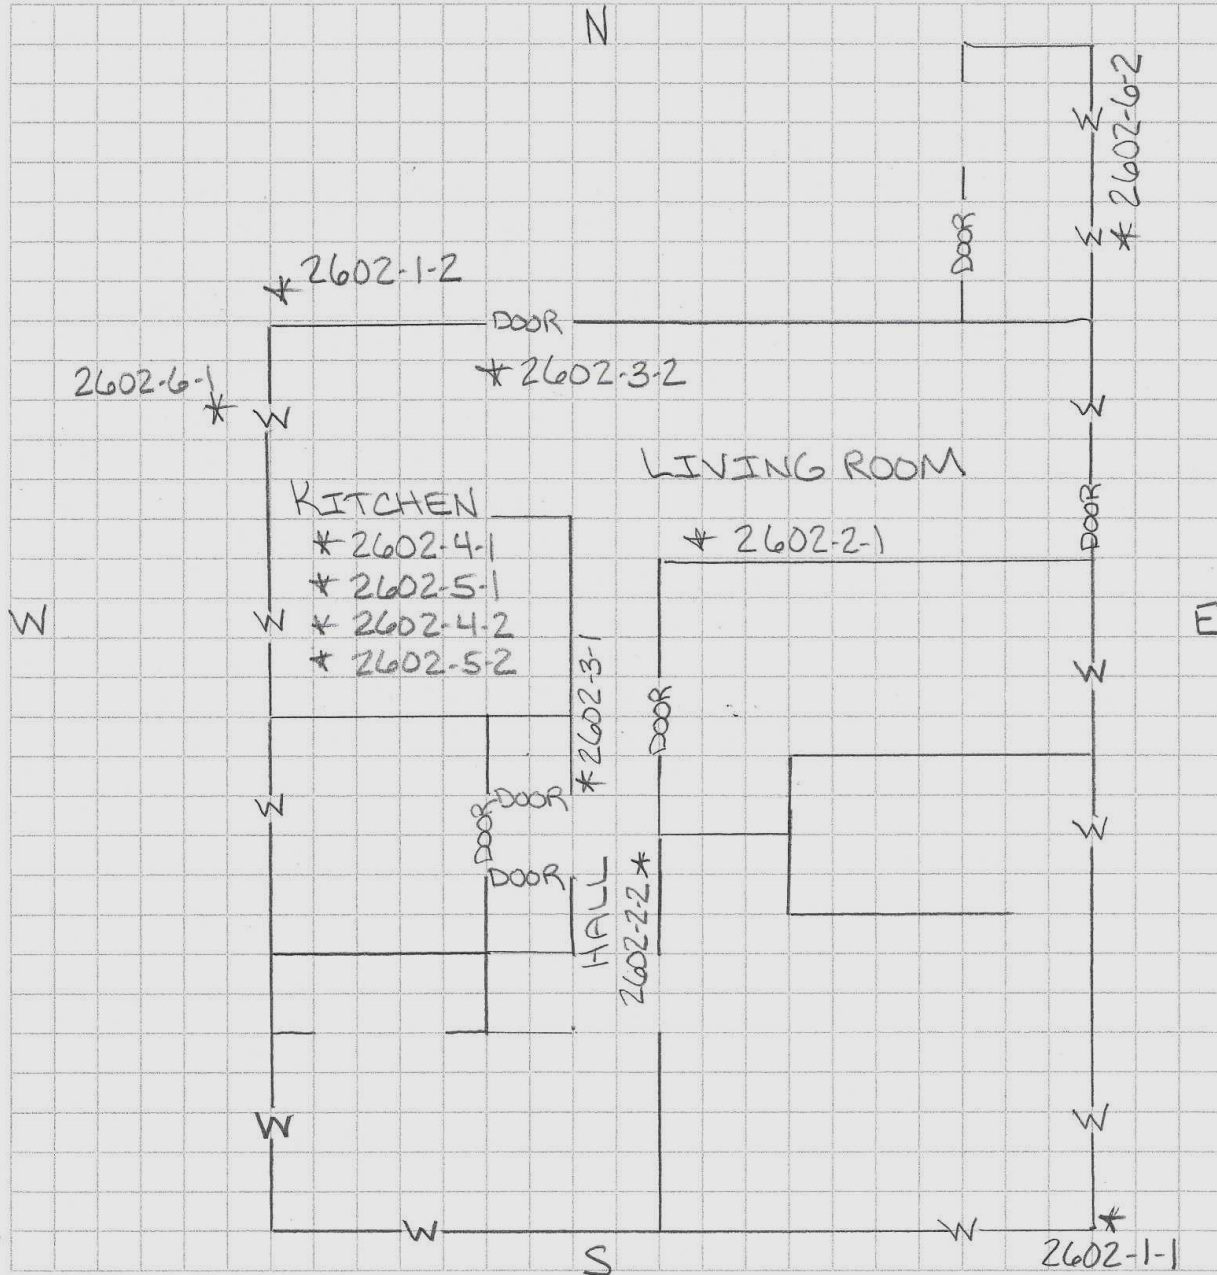 N
* 2602-6-2
W
W
DOOR
* 2602-1-2
DOOR
* 2602-3-2
2602-6-1 *
W
W
LIVING ROOM
KITCHEN
DOOR
* 2602-4-1
* 2602-2-1
* 2602-5-1
W
W
* 2602-4-2
E
* 2602-5-2
* 2602-3-1
W
DOOR
W
DOOR
DOOR
W
DOOR
HALL
2602-2-2 *
W
W
W
W
S
* 2602-1-1